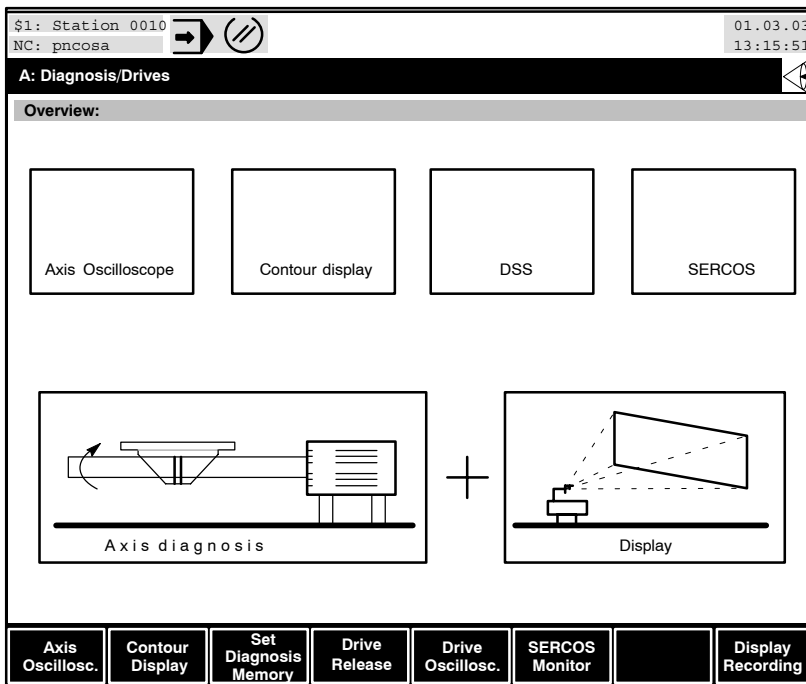 $1: Station 0010
NC: pncosa
01.03.03
13:15:51
A: Diagnosis/Drives
Overview:
Axis Oscilloscope
Contour display
DSS
SERCOS
Axis diagnosis
Display
Axis
Oscillosc.
Contour
Display
Set
Diagnosis
Memory
Drive
Release
Drive
Oscillosc.
SERCOS
Monitor
Display
Recording